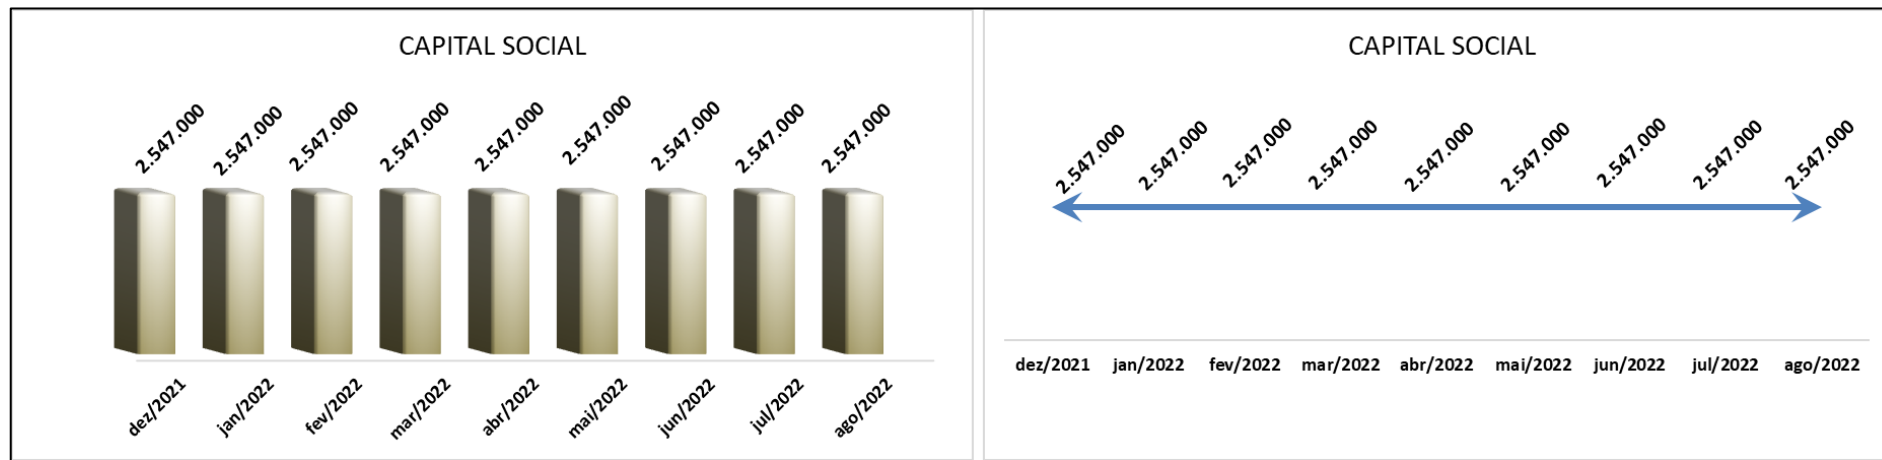 CAPITAL SOCIAL
2.547.000 2.547.000 2.547.000 2.547.000 2.547.000 2.547.000 2.547.000 2.547.000 2.547.000
dez/2021 jan/2022 fev/2022 mar/2022 abr/2022 mai/2022 jun/2022 jul/2022 ago/2022
CAPITAL SOCIAL
2.547.000 2.547.000 2.547.000 2.547.000 2.547.000 2.547.000 2.547.000 2.547.000 2.547.000
dez/2021 jan/2022 fev/2022 mar/2022 abr/2022 mai/2022 jun/2022 jul/2022 ago/2022